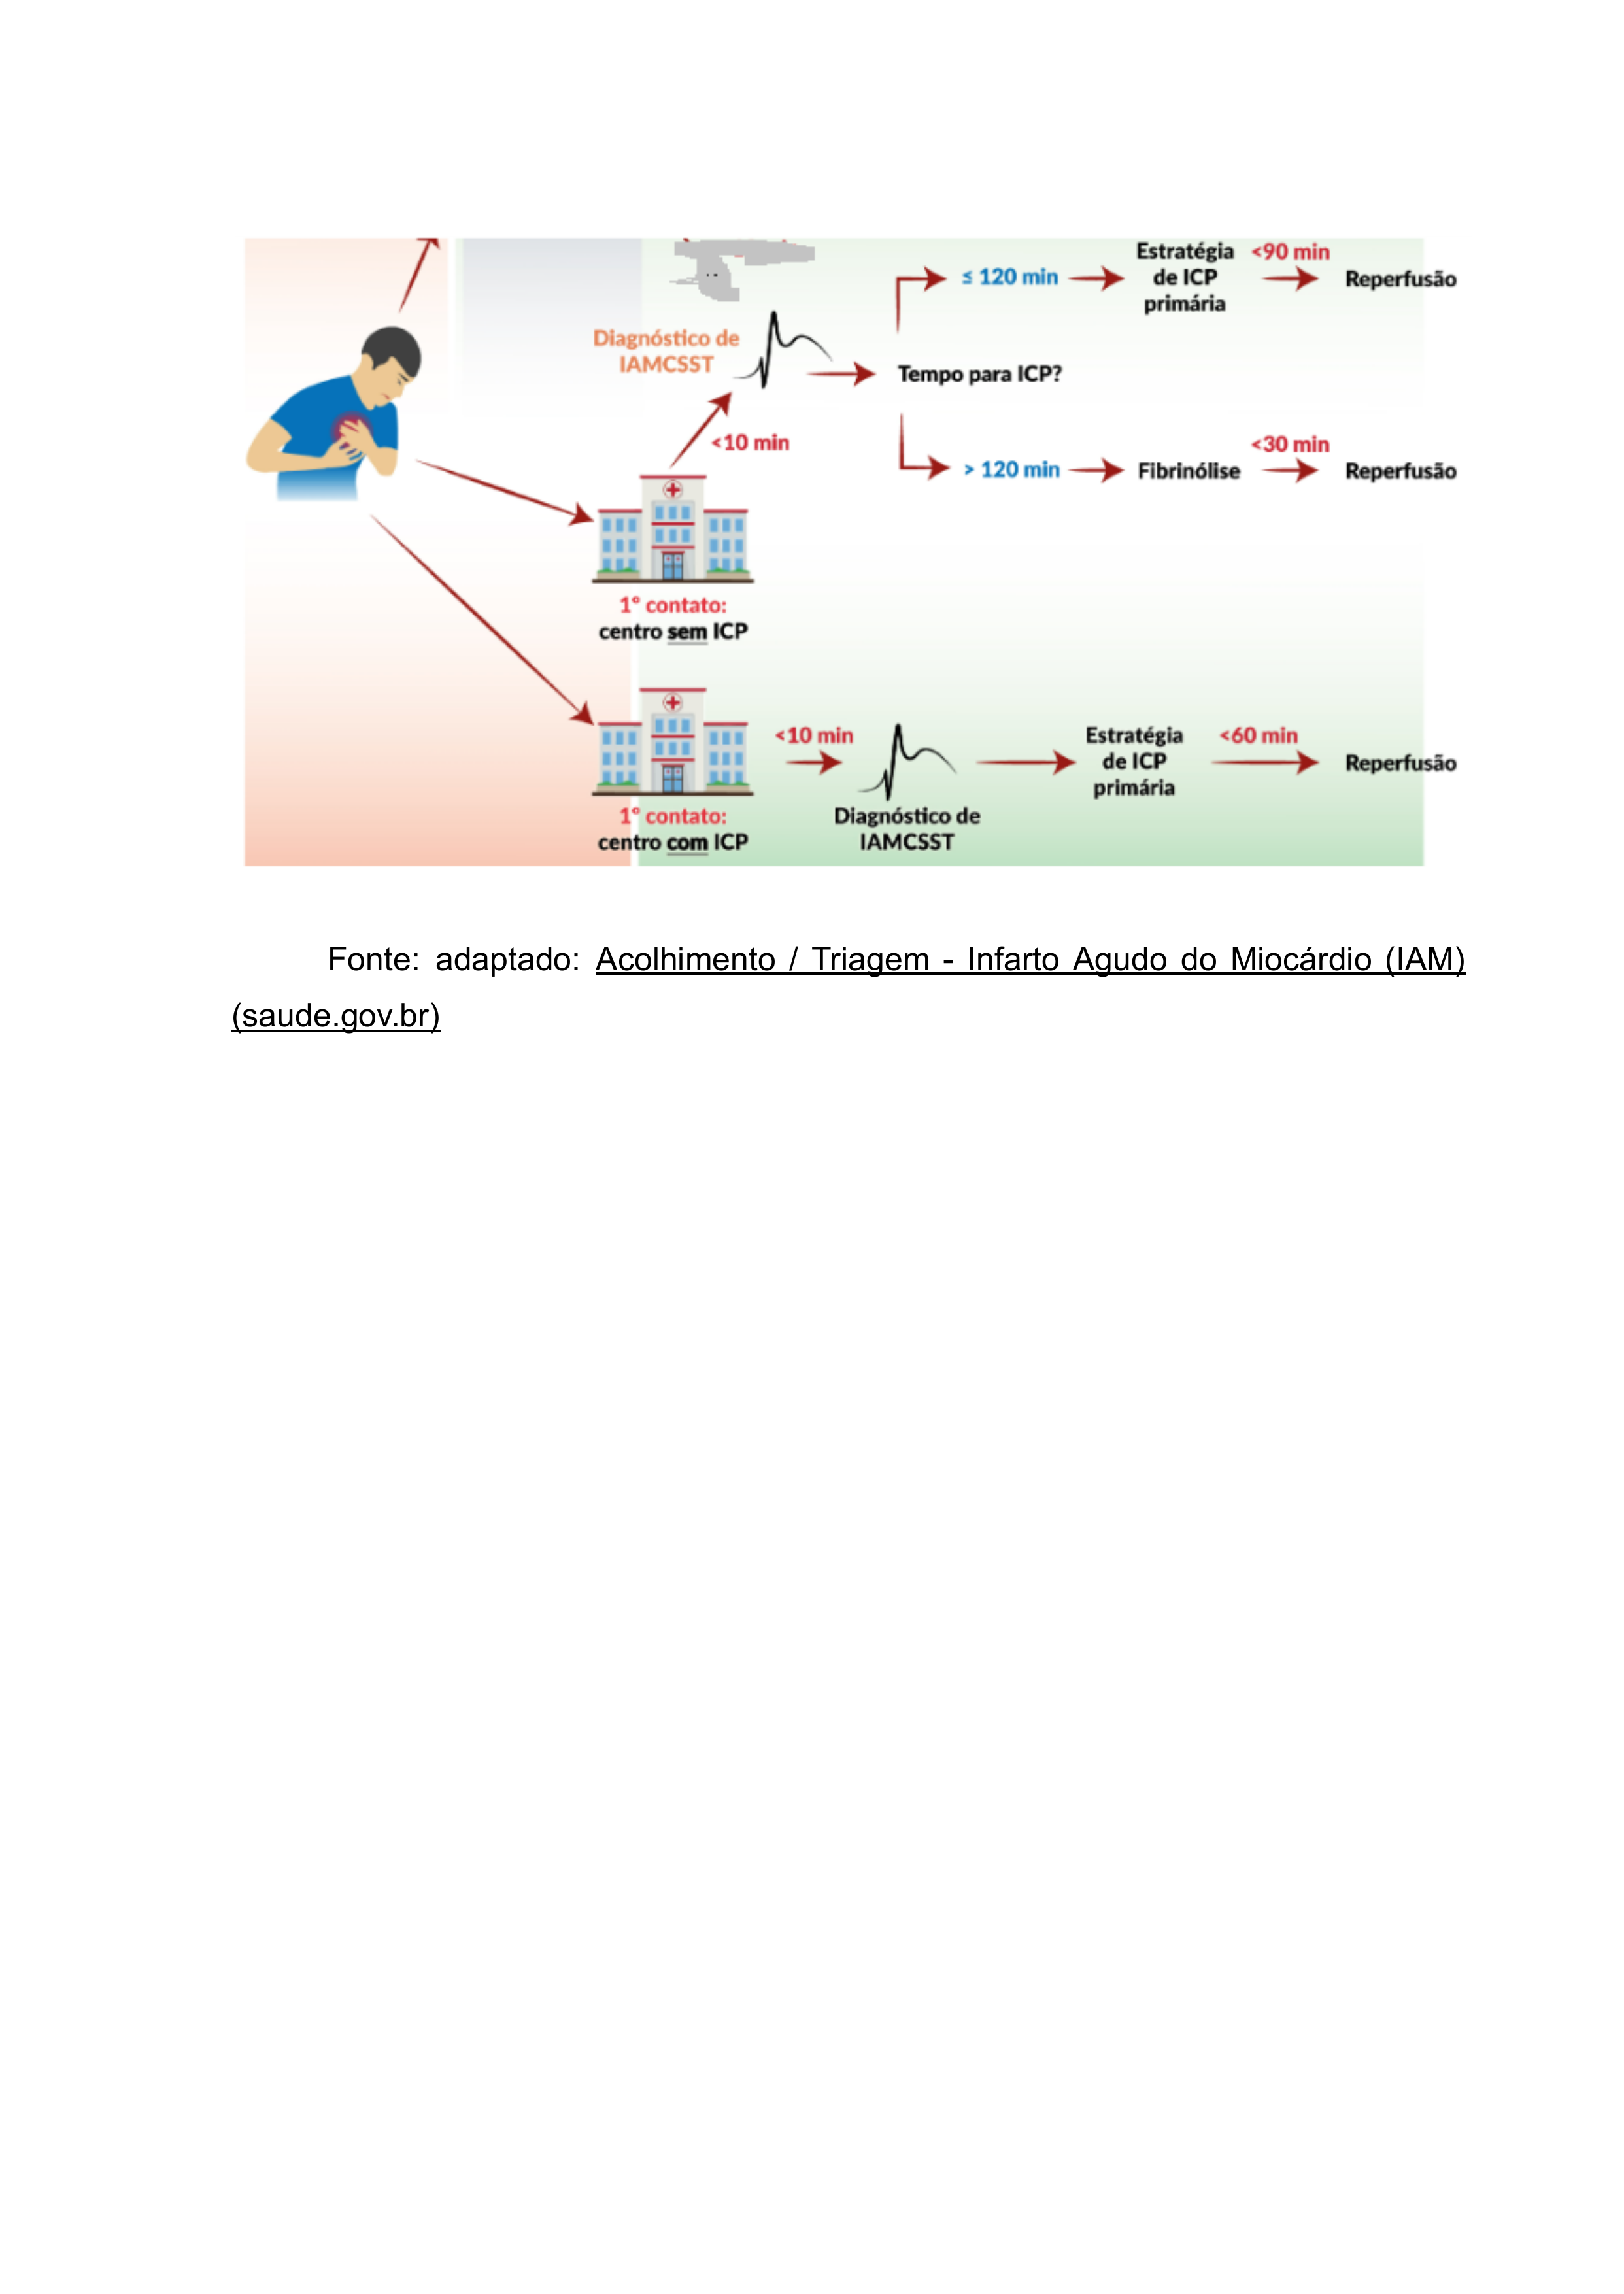 Estratégia
de ICP
primária
<90 min
≤ 120 min
Reperfusão
Diagnóstico de
IAMCSST
Tempo para ICP?
<10 min
> 120 min
Fibrinólise
<30 min
Reperfusão
1º contato:
centro sem ICP
<10 min
Diagnóstico de
IAMCSST
Estratégia
de ICP
primária
<60 min
Reperfusão
1º contato:
centro com ICP
Fonte: adaptado: Acolhimento / Triagem - Infarto Agudo do Miocárdio (IAM)
(saude.gov.br)